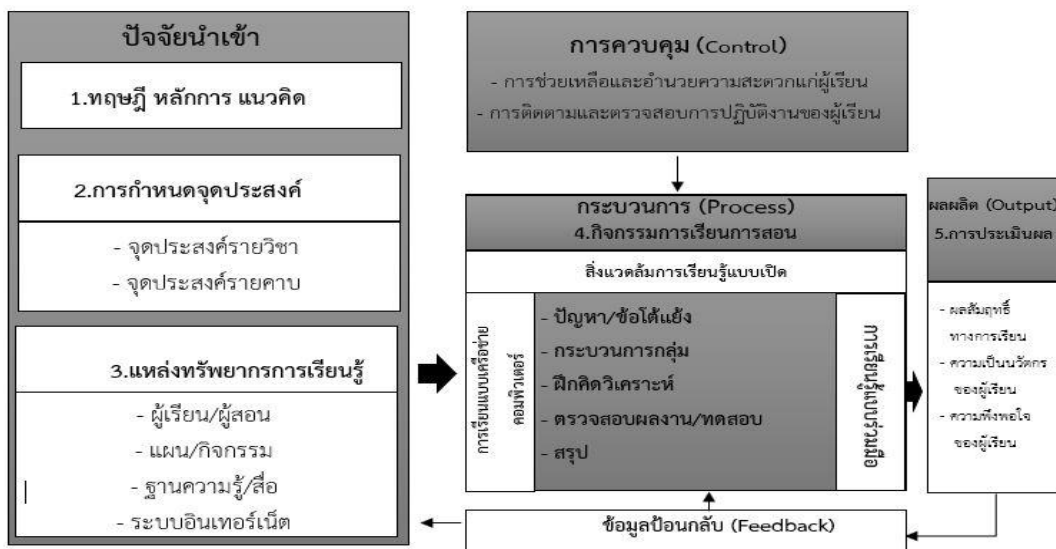 ปัจจัยนำเข้า
1.ทฤษฎี หลักการ แนวคิด
2.การกำหนดจุดประสงค์
- จุดประสงค์รายวิชา
- จุดประสงค์รายคาบ
3.แหล่งทรัพยากรการเรียนรู้
- ผู้เรียน/ผู้สอน
- แผน/กิจกรรม
- ฐานความรู้/สื่อ
- ระบบอินเทอร์เน็ต
การควบคุม (Control)
- การช่วยเหลือและอำนวยความสะดวกแก่ผู้เรียน
- การติดตามและตรวจสอบการปฏิบัติงานของผู้เรียน
กระบวนการ (Process)
4.กิจกรรมการเรียนการสอน
สิ่งแวดล้อมการเรียนรู้แบบเปิด
การเรียนแบบเครือข่าย
คอมพิวเตอร์
- ปัญหา/ข้อโต้แย้ง
- กระบวนการกลุ่ม
- ฝึกคิดวิเคราะห์
- ตรวจสอบผลงาน/ทดสอบ
- สรุป
การเรียนรู้แบบร่วมมือ
ผลผลิต (Output)
5.การประเมินผล
- ผลสัมฤทธิ์
ทางการเรียน
- ความเป็นนวัตกร
ของผู้เรียน
- ความพึงพอใจ
ของผู้เรียน
ข้อมูลป้อนกลับ (Feedback)